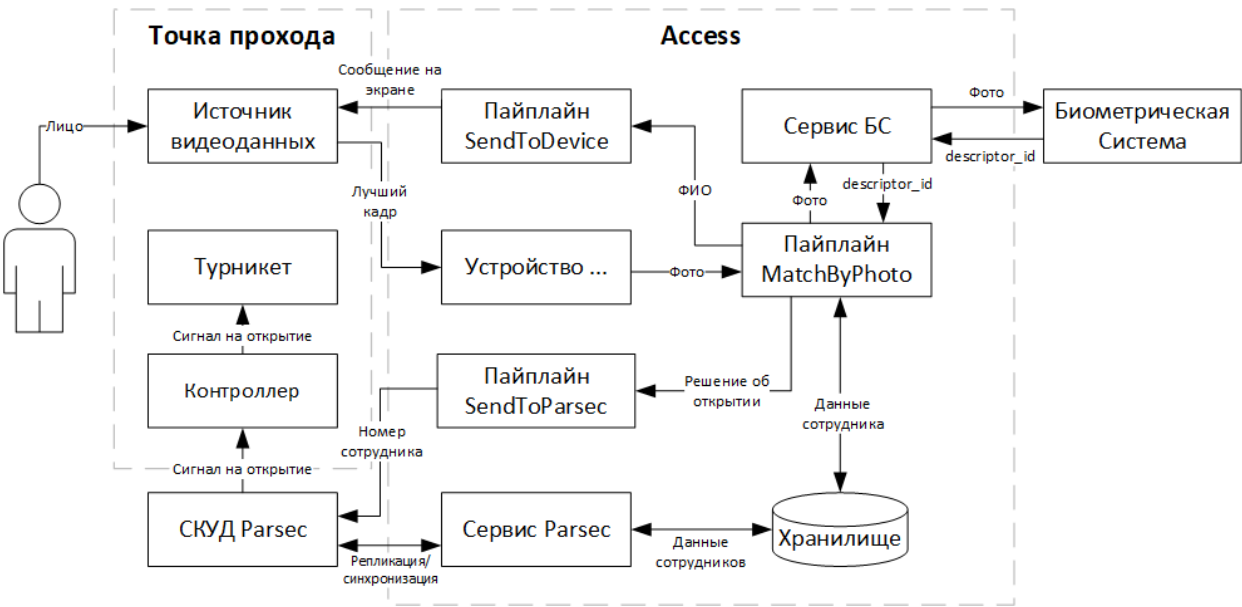 Точка прохода
Access
Сообщение на
экране
Источник
видеоданных
Пайплайн
SendToDevice
Сервис БС
Фото
Биометрическая
Система
descriptor_id
Лицо
Лучший
кадр
ФИО
Фото
descriptor_id
Турникет
Устройство ...
Фото
Пайплайн
MatchByPhoto
Сигнал на открытие
Контроллер
Пайплайн
SendToParsec
Решение об
открытии
Данные
сотрудника
Номер
сотрудника
Сигнал на открытие
СКУД Parsec
Репликация/
синхронизация
Сервис Parsec
Данные
сотрудников
Хранилище